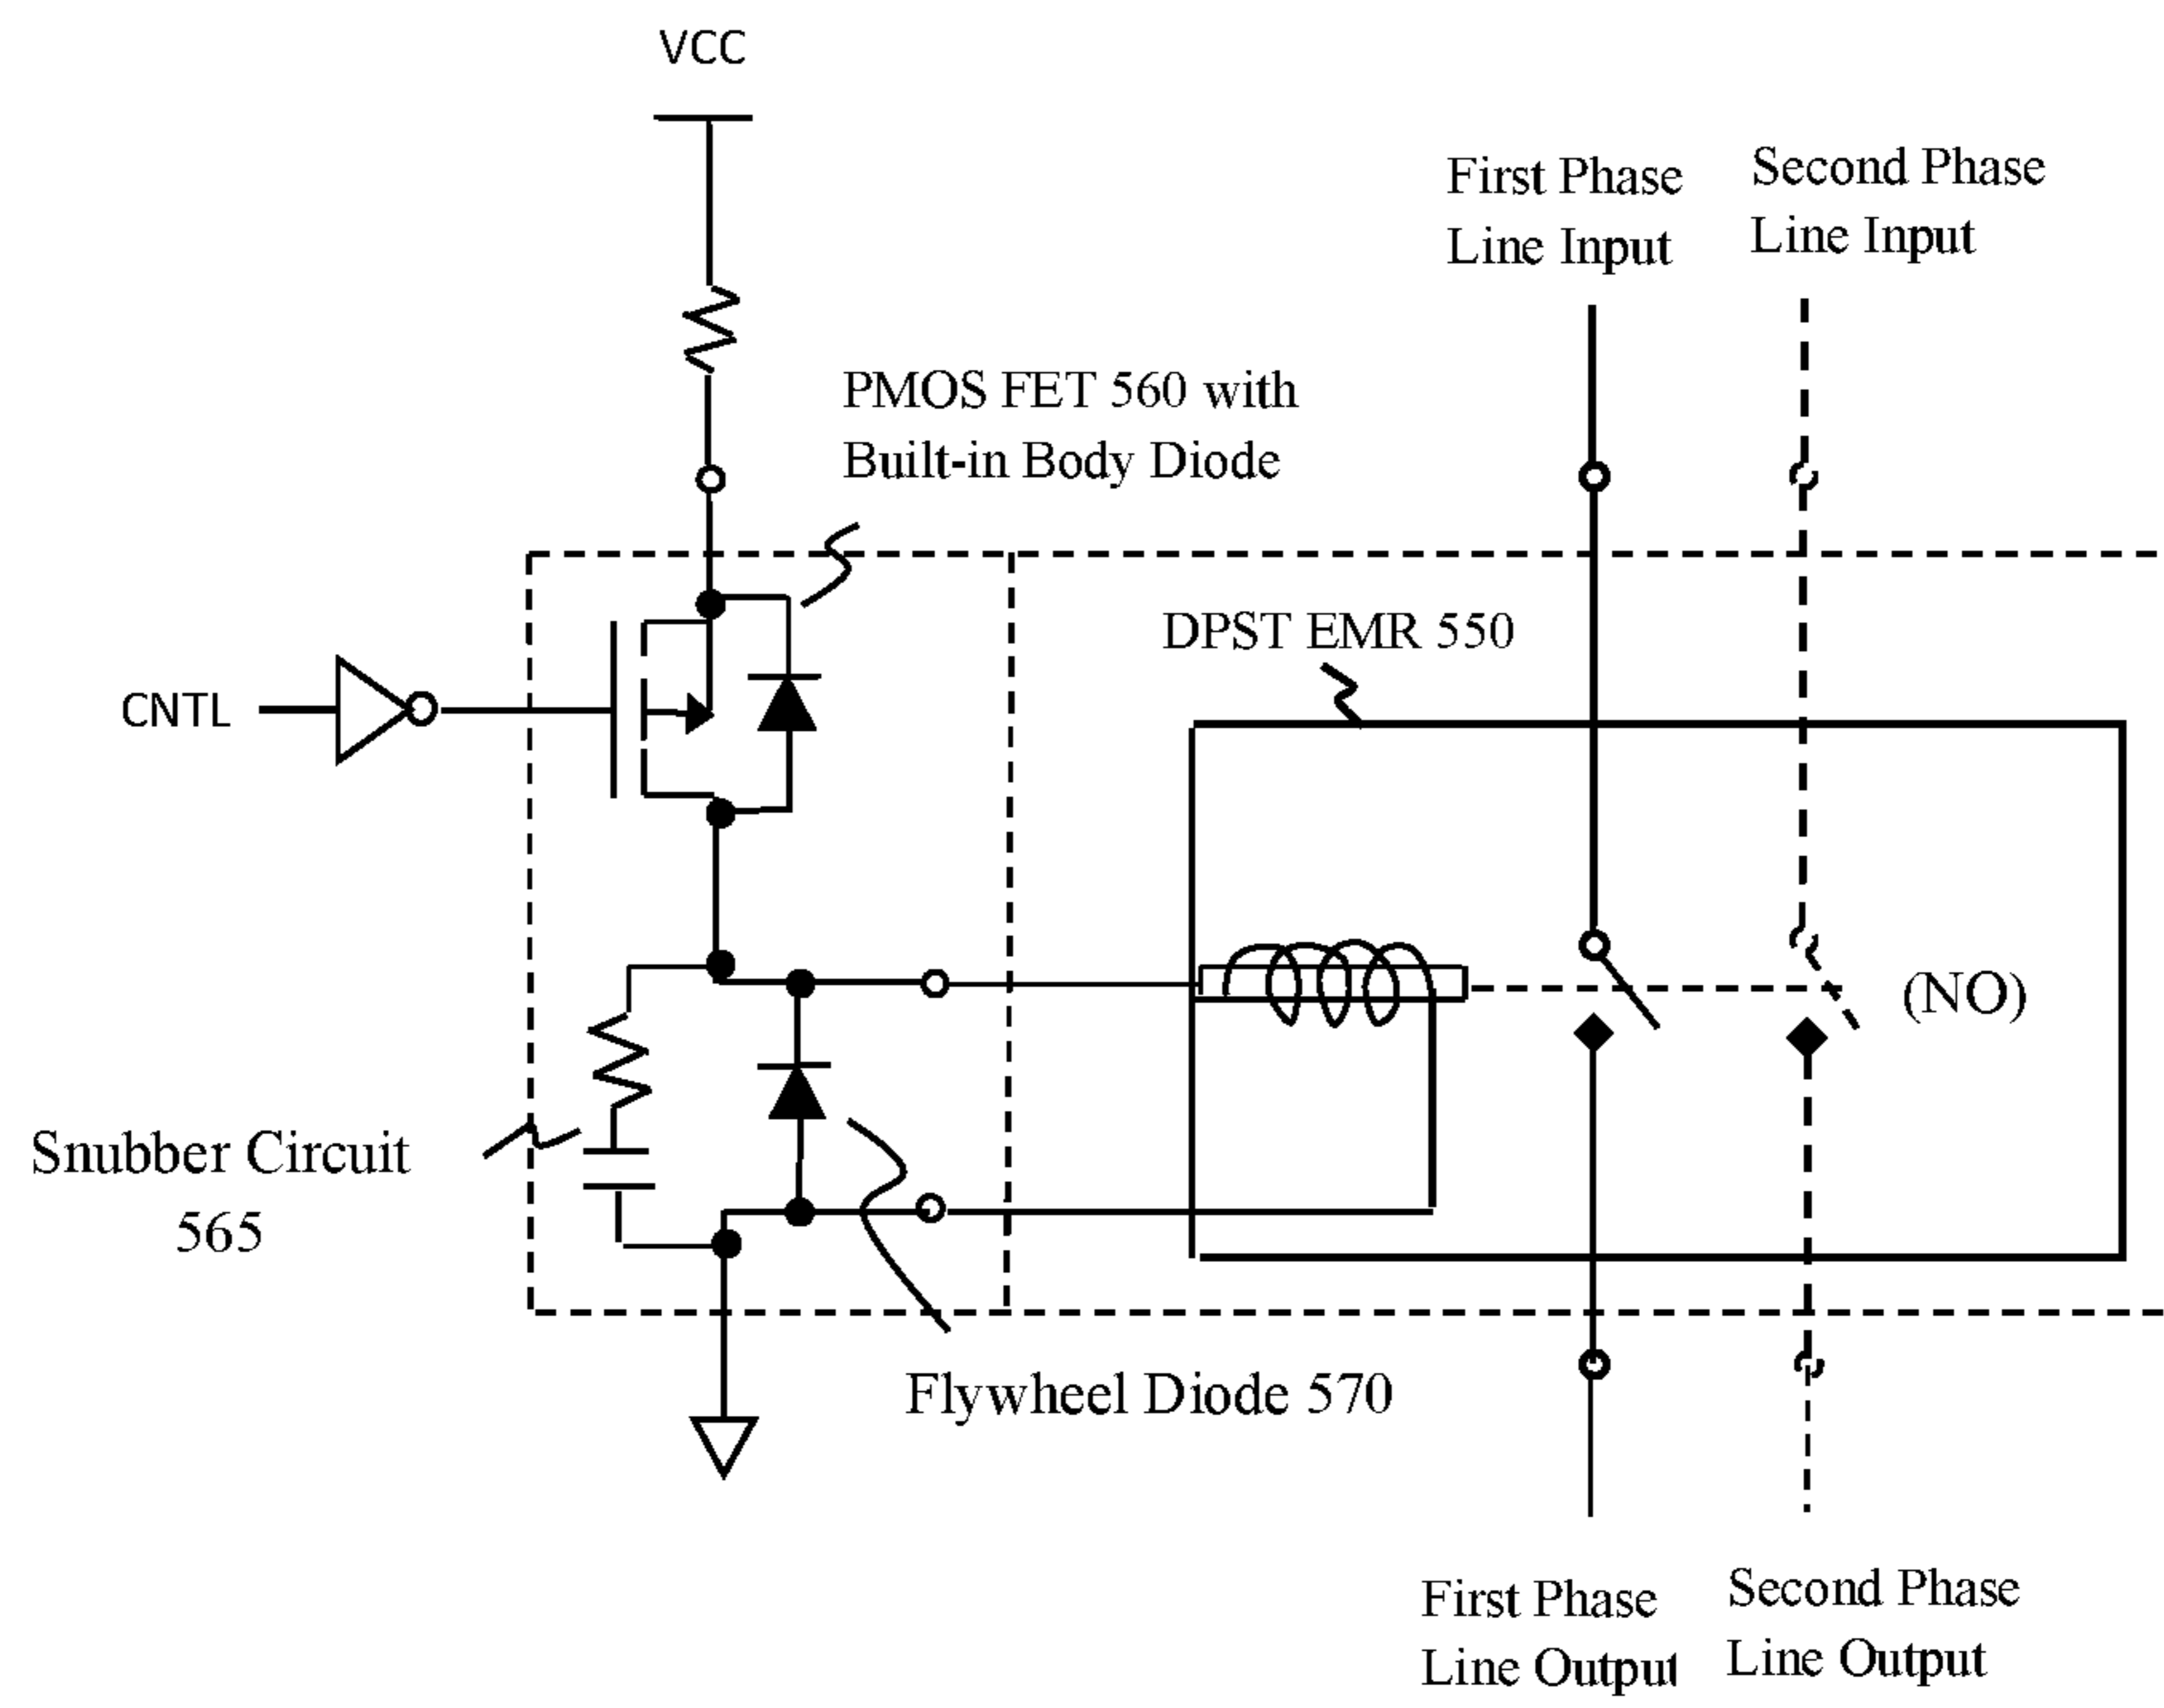 VCC
First Phase
Line Input
Second Phase
Line Input
PMOS FET 560 with
Built-in Body Diode
DPST EMR 550
CNTL
(NO)
Snubber Circuit
565
Flywheel Diode 570
First Phase
Line Output
Second Phase
Line Output